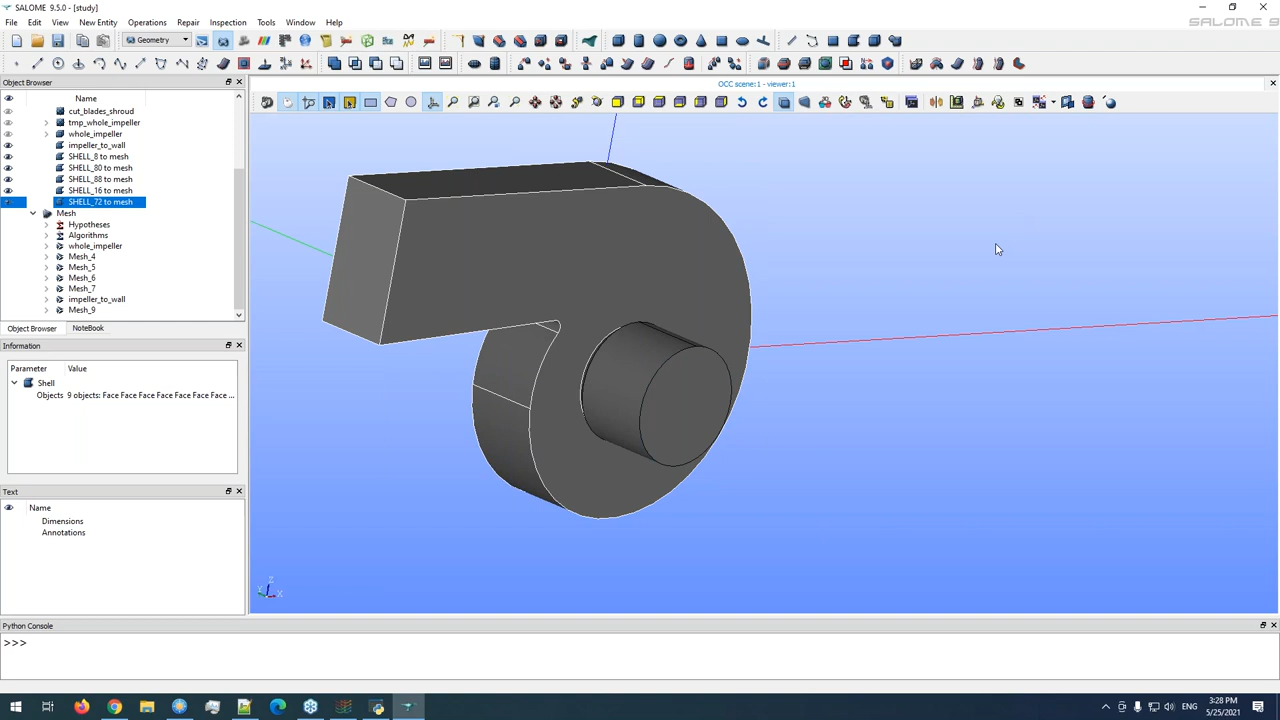 SALOME 9.5.0 - [study]
File Edit View New Entity Operations Repair Inspection Tools Window Help
SALOME 9
Geometry
Object Browser
OCC scene:1 - viewer:1
Name
cut_blades_shroud
tmp_whole_impeller
whole_impeller
impeller_to_wall
SHELL_8 to mesh
SHELL_80 to mesh
SHELL_88 to mesh
SHELL_16 to mesh
SHELL_72 to mesh
Mesh
Hypotheses
Algorithms
whole_impeller
Mesh_4
Mesh_5
Mesh_6
Mesh_7
impeller_to_wall
Mesh_9
Object Browser NoteBook
Information
Parameter Value
Shell
Objects 9 objects: Face Face Face Face Face Face Face ...
Text
Name
Dimensions
Annotations
Z
Y
X
Python Console
>>>
ENG
3:28 PM
5/25/2021